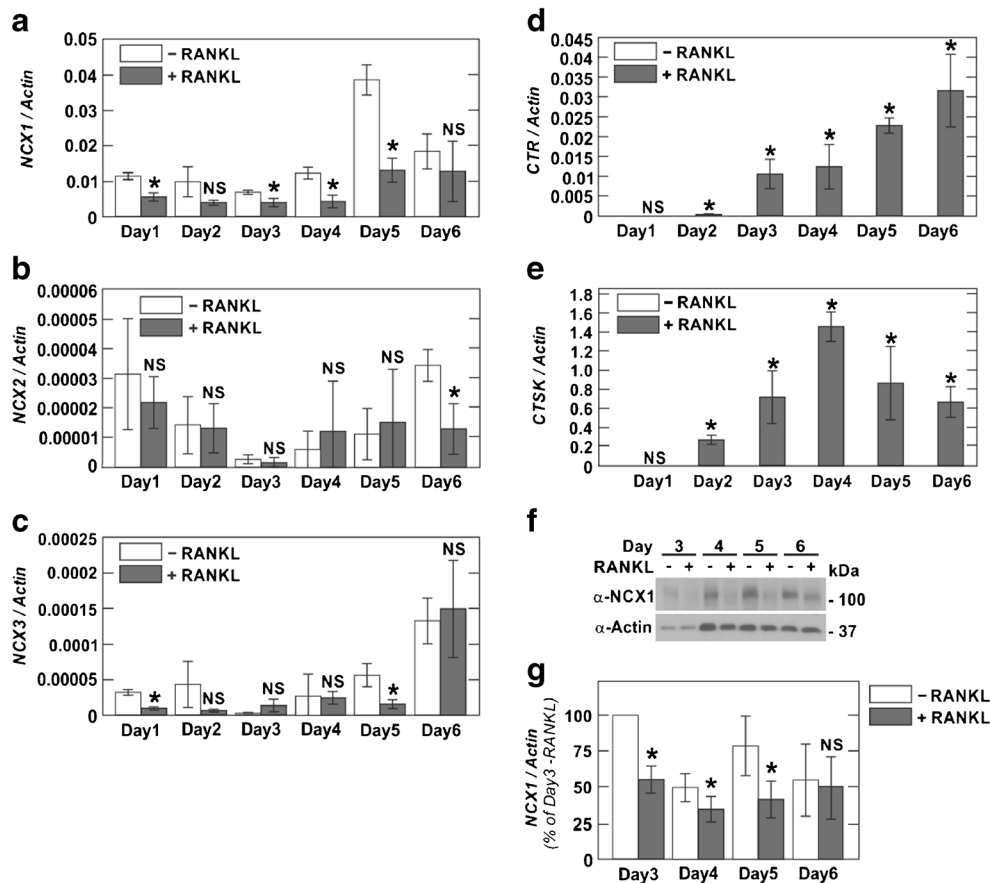 a
0.05
0.04
0.03
0.02
0.01
0
NCX1 / Actin
– RANKL
+ RANKL
* NS * * * NS
Day1 Day2 Day3 Day4 Day5 Day6
b
0.00006
0.00005
0.00004
0.00003
0.00002
0.00001
0
NCX2 / Actin
– RANKL
+ RANKL
NS NS NS NS NS *
Day1 Day2 Day3 Day4 Day5 Day6
c
0.00025
0.0002
0.00015
0.0001
0.00005
0
NCX3 / Actin
– RANKL
+ RANKL
* NS NS NS * NS
Day1 Day2 Day3 Day4 Day5 Day6
d
0.045
0.04
0.035
0.03
0.025
0.02
0.015
0.01
0.005
0
CTR / Actin
– RANKL
+ RANKL
NS * * * * *
Day1 Day2 Day3 Day4 Day5 Day6
e
1.8
1.6
1.4
1.2
1.0
0.8
0.6
0.4
0.2
0
CTSK / Actin
– RANKL
+ RANKL
NS * * * * *
Day1 Day2 Day3 Day4 Day5 Day6
f
Day 3 4 5 6
RANKL - + - + - + - + kDa
α-NCX1 - 100
α-Actin - 37
g
100
75
50
25
0
NCX1 / Actin
(% of Day3 -RANKL)
– RANKL
+ RANKL
* * * NS
Day3 Day4 Day5 Day6